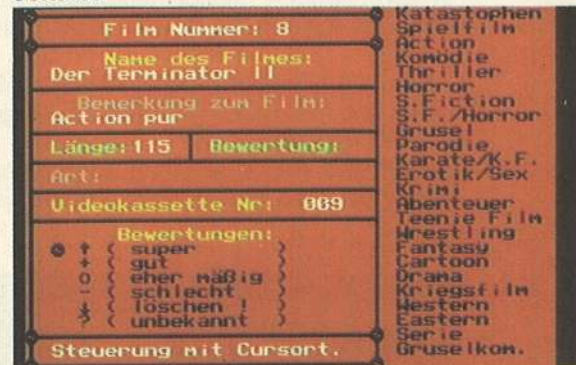 Film Nummer: 8
Name des Filmes:
Der Terminator II
Bemerkung zum Film:
Action pur
Länge:115
Bewertung:
Art:
Videokassette Nr: 009
Bewertungen:
↑ ( super )
+ ( gut )
o ( eher mäßig )
- ( schlecht )
( löschen ! )
? ( unbekannt )
Steuerung mit Cursort.
Katastophen
Spielfilm
Action
Komödie
Thriller
Horror
S.Fiction
S.F./Horror
Grusel
Parodie
Karate/K.F.
Erotik/Sex
Krimi
Abenteuer
Teenie Film
Wrestling
Fantasy
Cartoon
Drama
Kriegsfilm
Western
Eastern
Serie
Gruselkom.